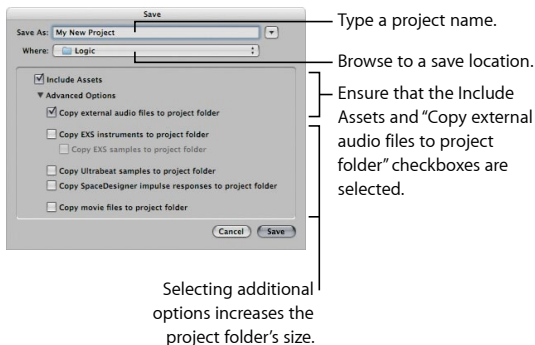 Save
Save As: My New Project
Where: Logic
Include Assets
Advanced Options
Copy external audio files to project folder
Copy EXS instruments to project folder
Copy EXS samples to project folder
Copy Ultrabeat samples to project folder
Copy SpaceDesigner impulse responses to project folder
Copy movie files to project folder
Cancel Save
Type a project name.
Browse to a save location.
Ensure that the Include
Assets and “Copy external
audio files to project
folder” checkboxes are
selected.
Selecting additional
options increases the
project folder’s size.